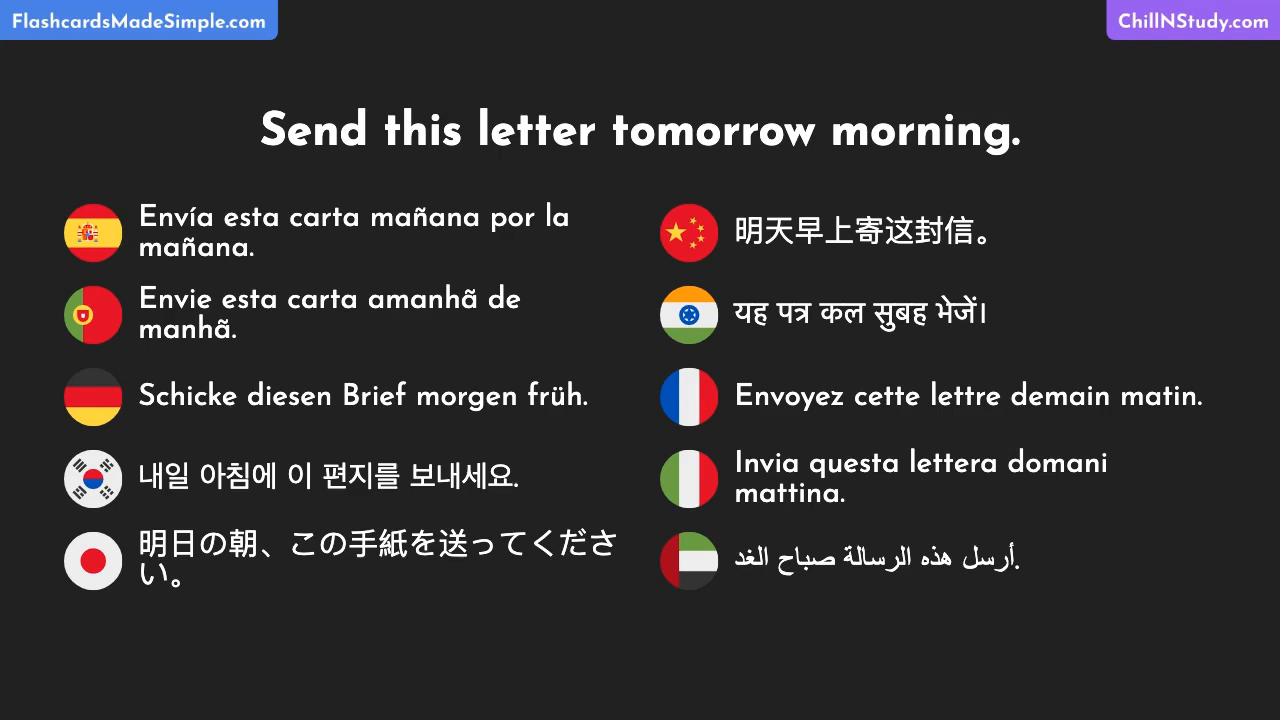 FlashcardsMadeSimple.com
ChillNStudy.com
Send this letter tomorrow morning.
Envía esta carta mañana por la
mañana.
Envie esta carta amanhã de
manhã.
Schicke diesen Brief morgen früh.
내일 아침에 이 편지를 보내세요.
明日の朝、この手紙を送ってくださ
い。
明天早上寄这封信。
यह पत्र कल सुबह भेजें।
Envoyez cette lettre demain matin.
Invia questa lettera domani
mattina.
أرسل هذه الرسالة صباح الغد.